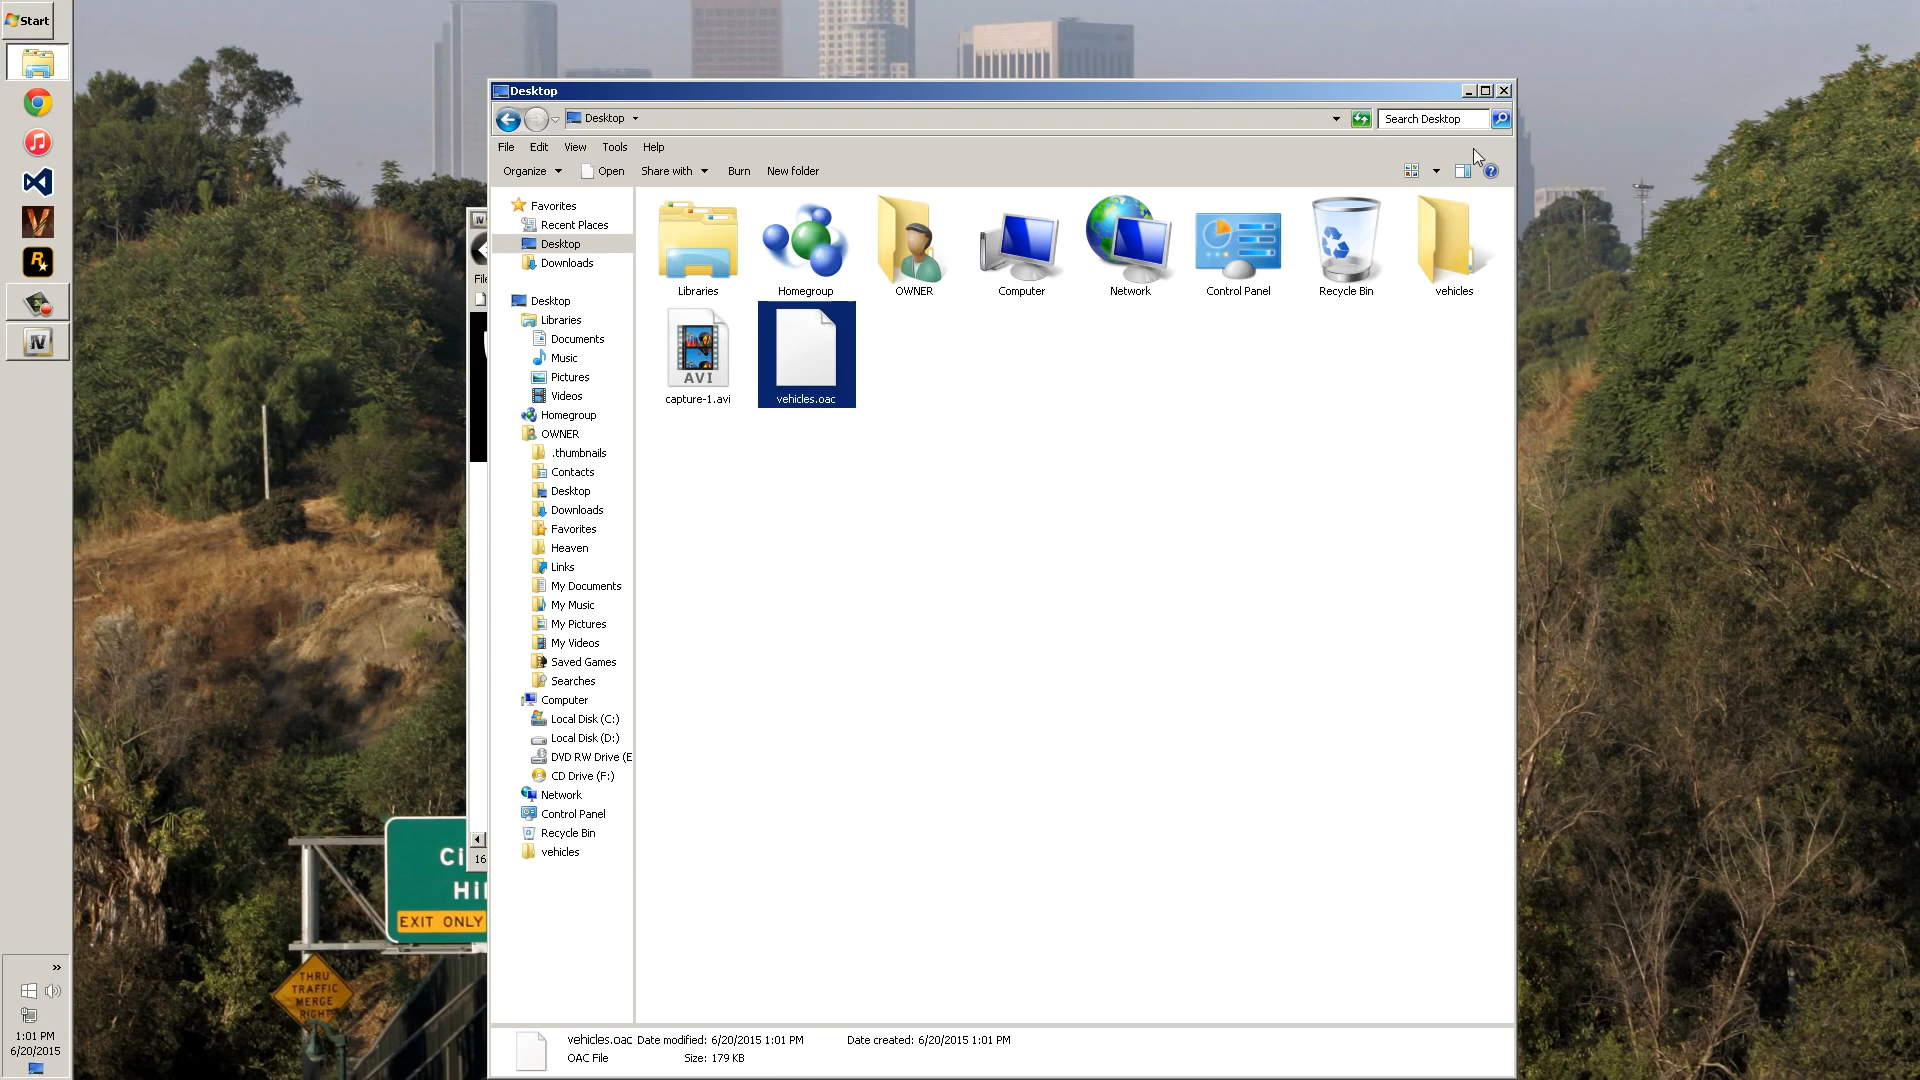 Start
Desktop
Desktop
Search Desktop
File Edit View Tools Help
Organize Open Share with Burn New folder
Favorites
Recent Places
Desktop
Downloads
Desktop
Libraries
Documents
Music
Pictures
Videos
Homegroup
OWNER
.thumbnails
Contacts
Desktop
Downloads
Favorites
Heaven
Links
My Documents
My Music
My Pictures
My Videos
Saved Games
Searches
Computer
Local Disk (C:)
Local Disk (D:)
DVD RW Drive (E
CD Drive (F:)
Network
Control Panel
Recycle Bin
vehicles
Libraries Homegroup OWNER Computer Network Control Panel Recycle Bin vehicles
AVI
capture-1.avi vehicles.oac
vehicles.oac Date modified: 6/20/2015 1:01 PM Date created: 6/20/2015 1:01 PM
OAC File Size: 179 KB
IV
File
16
Ci
Hil
EXIT ONLY
THRU
TRAFFIC
MERGE
RIGHT
1:01 PM
6/20/2015